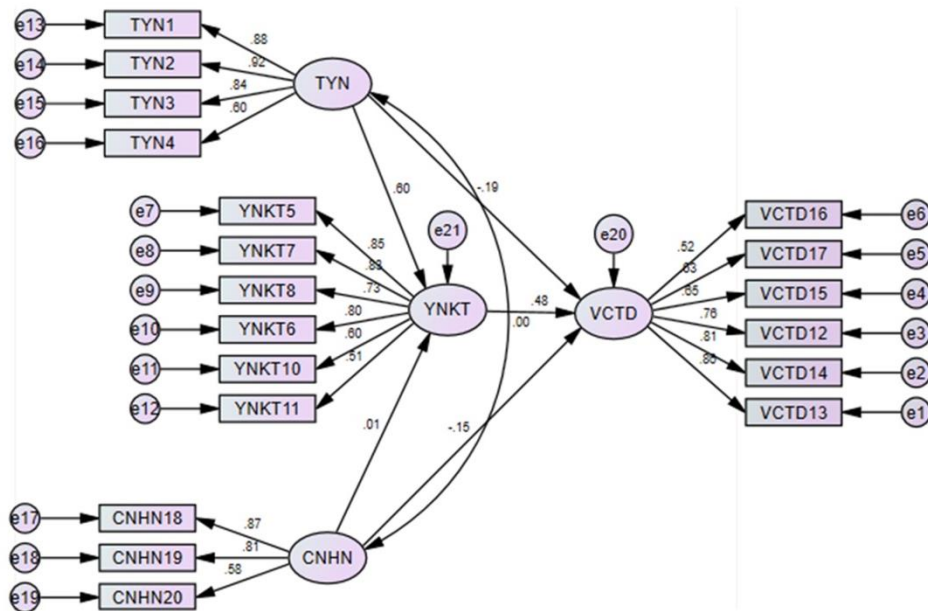 e13 TYN1 .88
e14 TYN2 .92
e15 TYN3 .84
e16 TYN4 .60
TYN
-.19
.60
e7 YNKT5 .85
e8 YNKT7 .83
e9 YNKT8 .73
e10 YNKT6 .80
e11 YNKT10 .60
e12 YNKT11 .51
e21
YNKT
.48
.00
e20
VCTD
.52 VCTD16 e6
.63 VCTD17 e5
.65 VCTD15 e4
.76 VCTD12 e3
.81 VCTD14 e2
VCTD13 e1
.01
-.15
e17 CNHN18 .87
e18 CNHN19 .81
e19 CNHN20 .58
CNHN